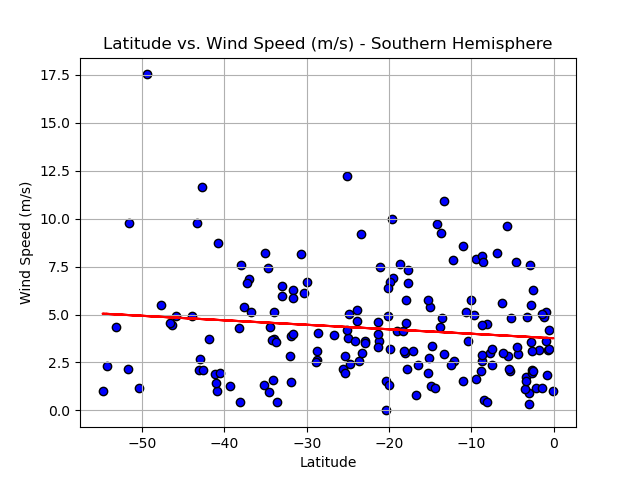 Latitude vs. Wind Speed (m/s) - Southern Hemisphere
17.5
15.0
12.5
10.0
7.5
5.0
2.5
0.0
Wind Speed (m/s)
−50 −40 −30 −20 −10 0
Latitude